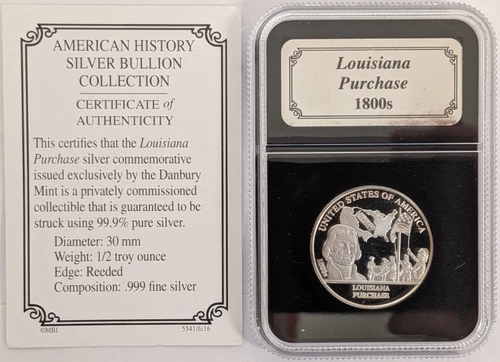 AMERICAN HISTORY
SILVER BULLION
COLLECTION
CERTIFICATE of
AUTHENTICITY
This certifies that the Louisiana
Purchase silver commemorative
issued exclusively by the Danbury
Mint is a privately commissioned
collectible that is guaranteed to be
struck using 99.9% pure silver.
Diameter: 30 mm
Weight: 1/2 troy ounce
Edge: Reeded
Composition: .999 fine silver
©MBI
5541/fc16
Louisiana
Purchase
1800s
UNITED STATES OF AMERICA
LOUISIANA
PURCHASE